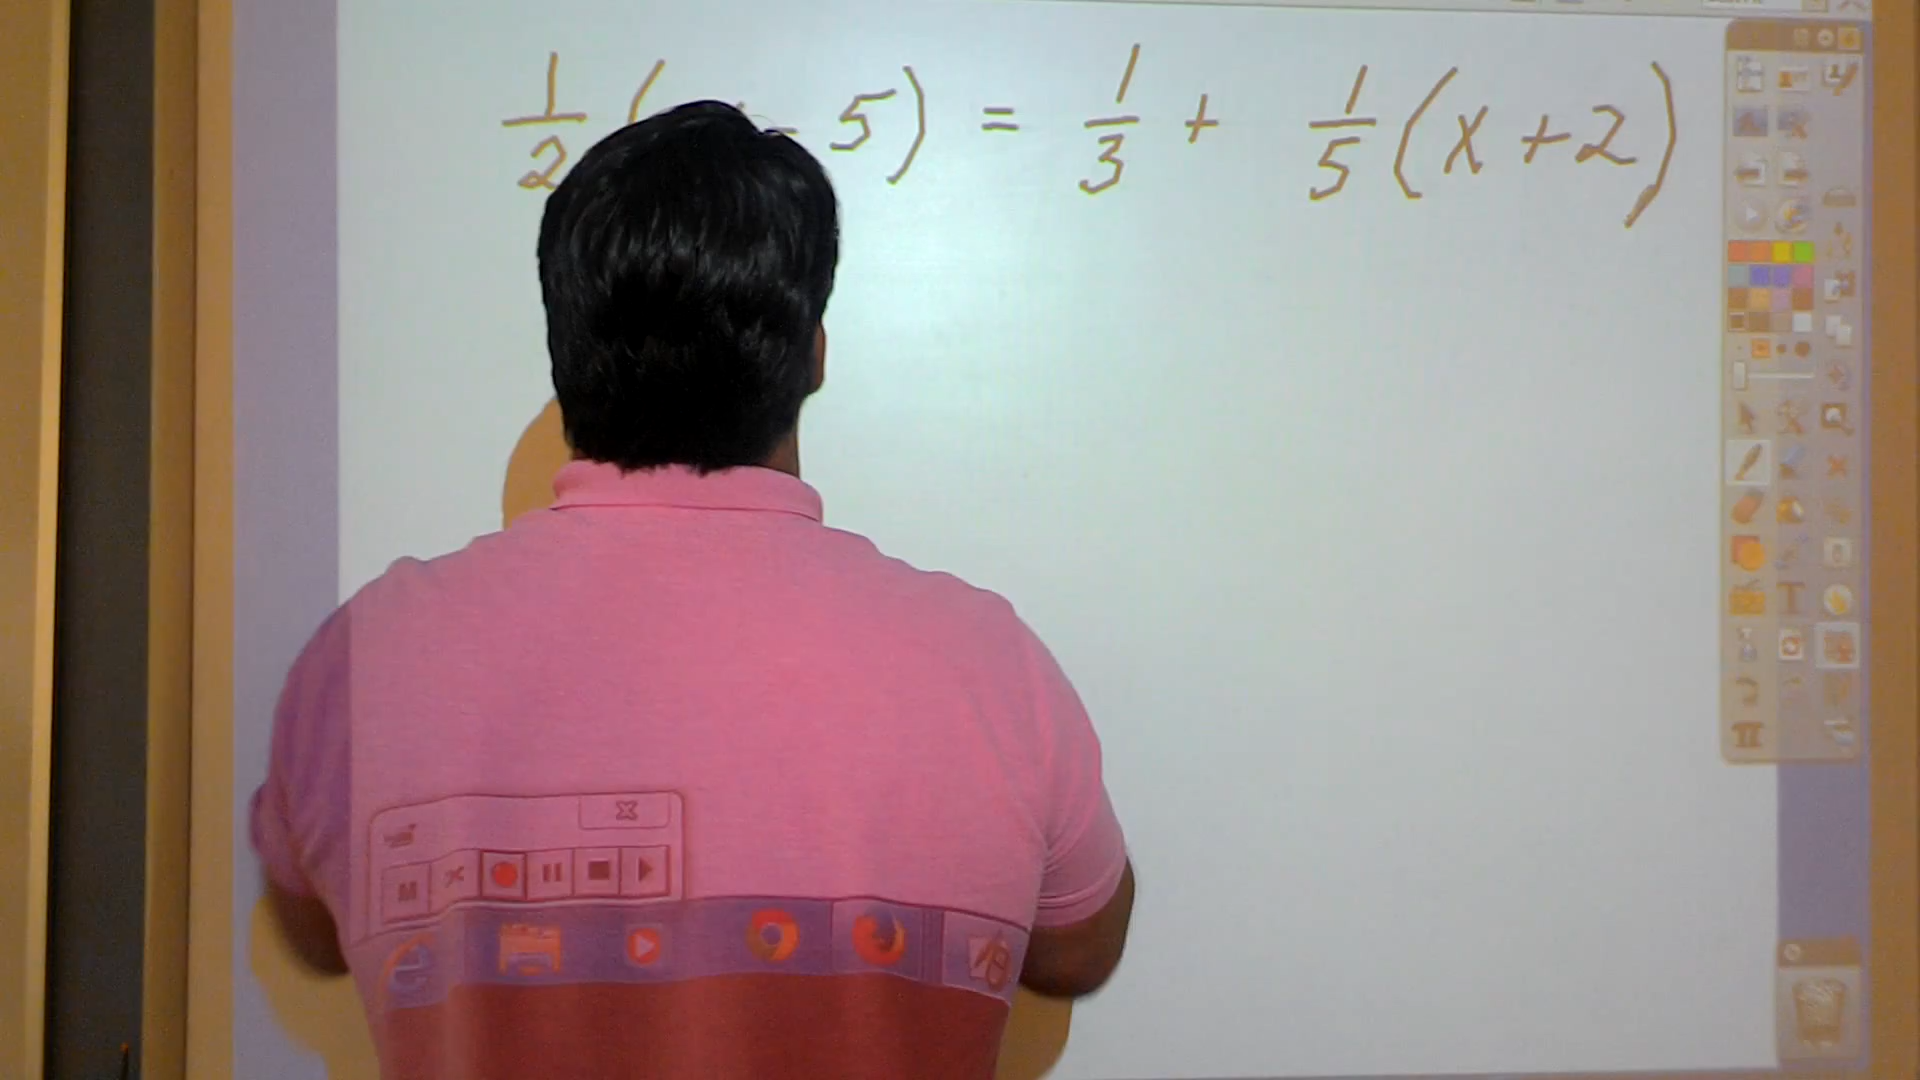 1/2 ( - 5) = 1/3 + 1/5 (x + 2)